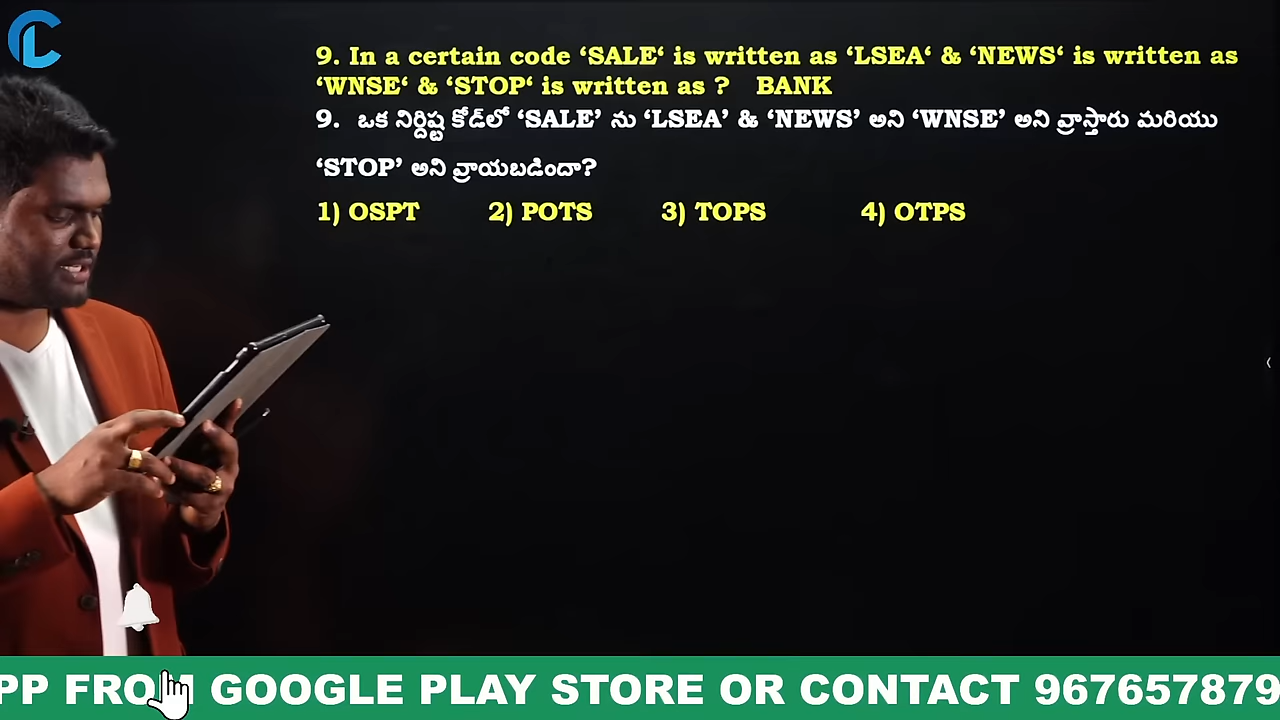 9. In a certain code ‘SALE‘ is written as ‘LSEA‘ & ‘NEWS‘ is written as
‘WNSE‘ & ‘STOP‘ is written as ? BANK
9. ఒక నిర్దిష్ట కోడ్‌లో ‘SALE’ ను ‘LSEA’ & ‘NEWS’ అని ‘WNSE’ అని వ్రాస్తారు మరియు
‘STOP’ అని వ్రాయబడిందా?
1) OSPT 2) POTS 3) TOPS 4) OTPS
PP FROM GOOGLE PLAY STORE OR CONTACT 967657879